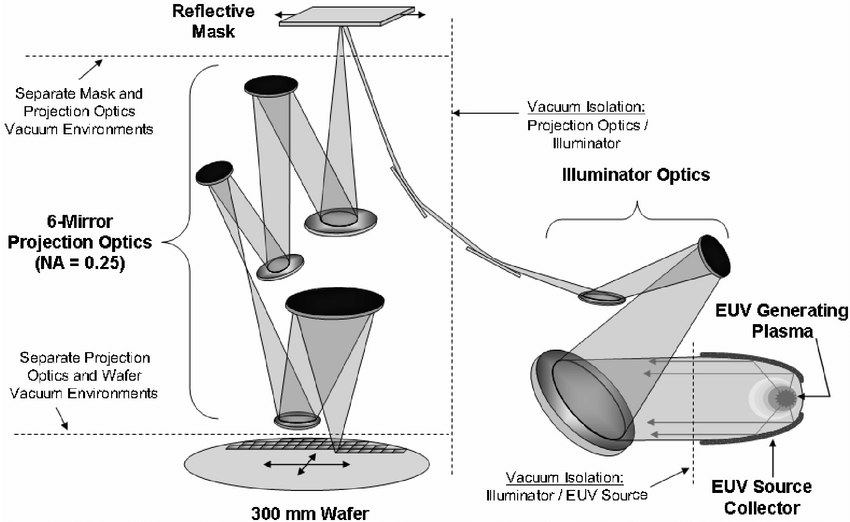 Reflective
Mask
Separate Mask and
Projection Optics
Vacuum Environments
Vacuum Isolation:
Projection Optics /
Illuminator
Illuminator Optics
6-Mirror
Projection Optics
(NA = 0.25)
EUV Generating
Plasma
Separate Projection
Optics and Wafer
Vacuum Environments
Vacuum Isolation:
Illuminator / EUV Source
EUV Source
Collector
300 mm Wafer